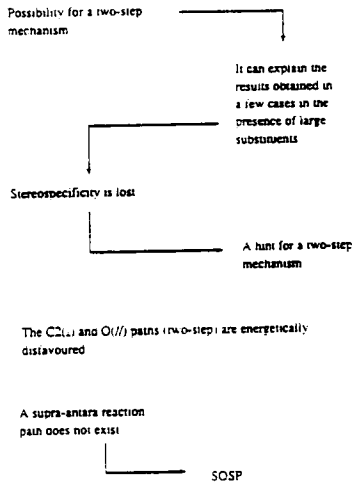 Possibility for a two-step
mechanism
It can explain the
results obtained in
a few cases in the
presence of large
substituents
Stereospecificity is lost
A hint for a two-step
mechanism
The C2(⊥) and O(//) paths (two-step) are energetically
disfavoured
A supra-antara reaction
path does not exist
SOSP